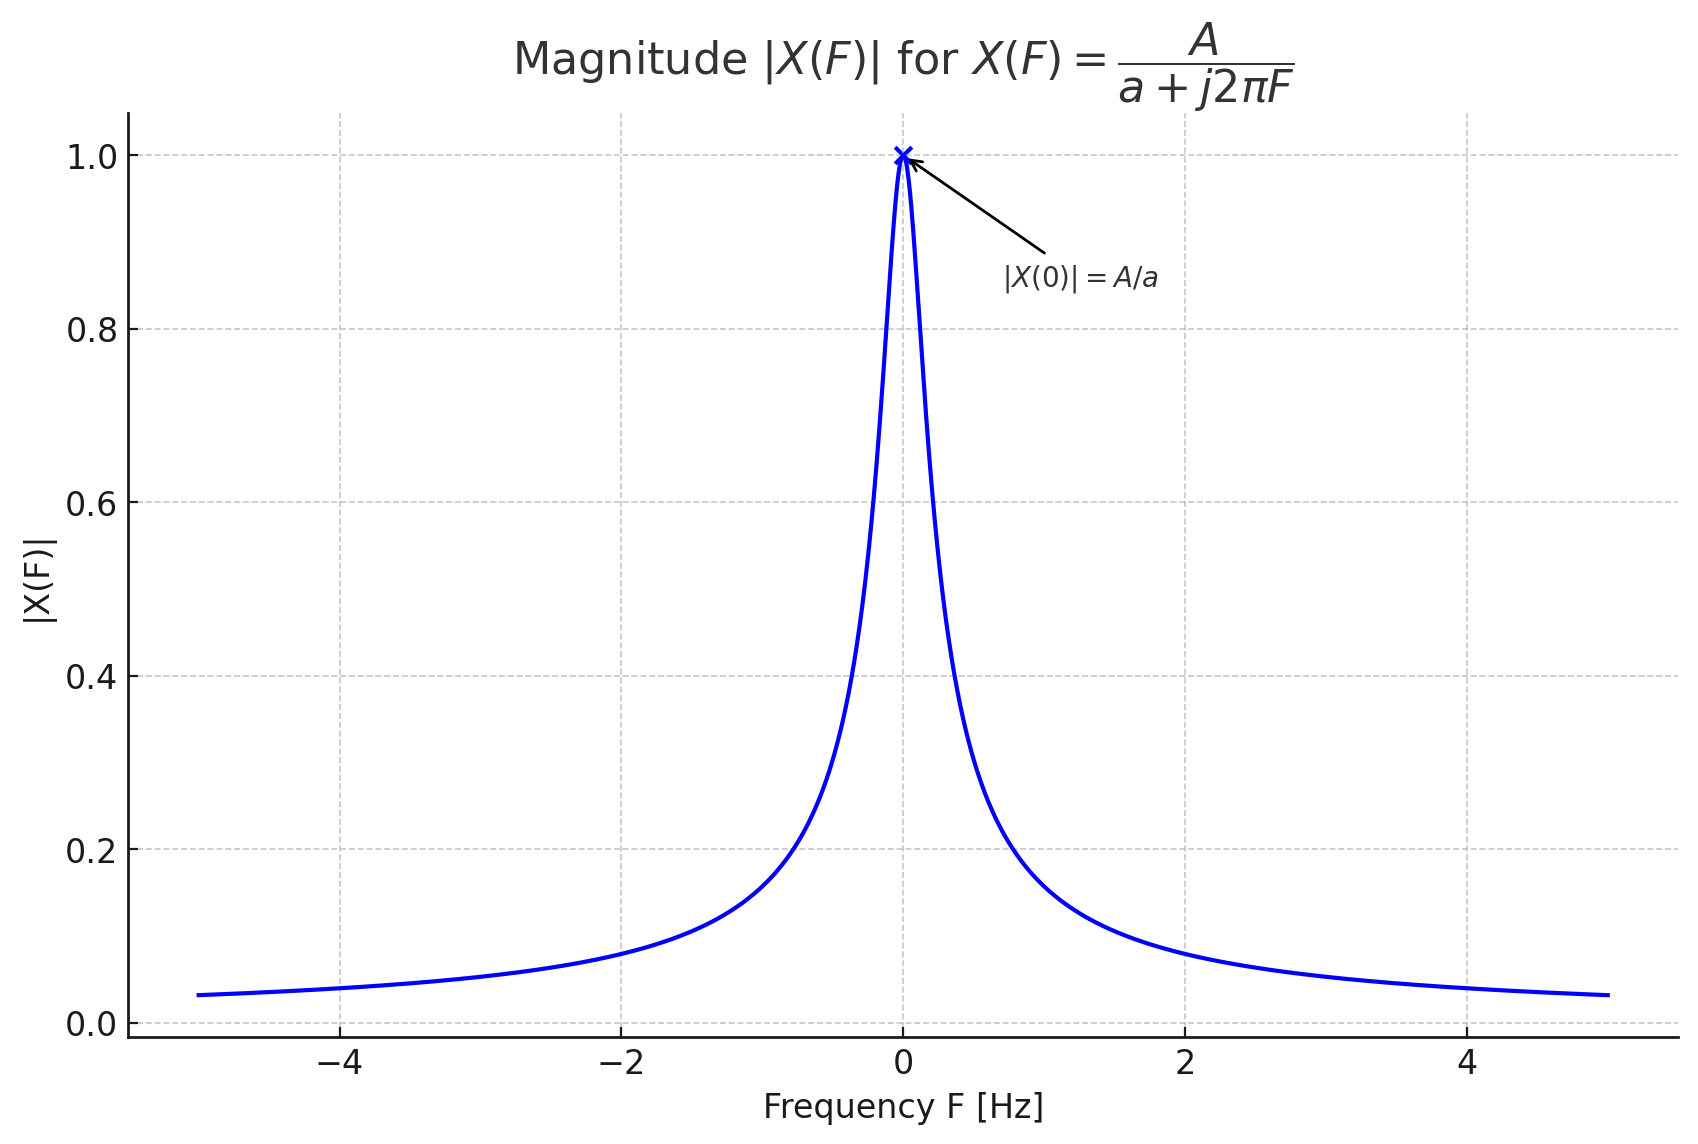 Magnitude |X(F)| for X(F) = A / (a + j2πF)
|X(0)| = A/a
|X(F)|
1.0
0.8
0.6
0.4
0.2
0.0
−4 −2 0 2 4
Frequency F [Hz]